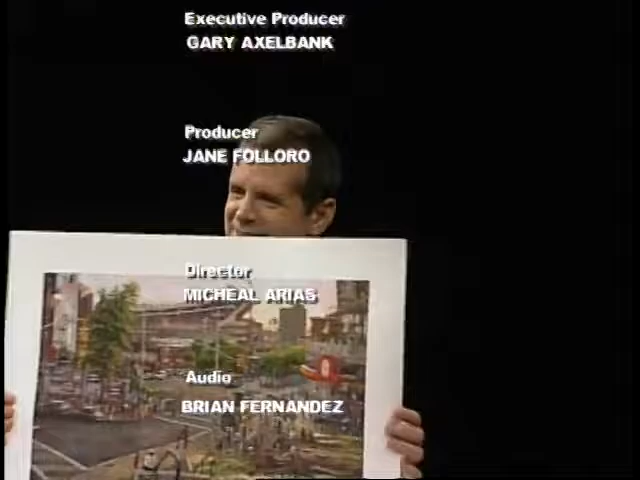 Executive Producer
GARY AXELBANK
Producer
JANE FOLLORO
Director
MICHEAL ARIAS
Audio
BRIAN FERNANDEZ